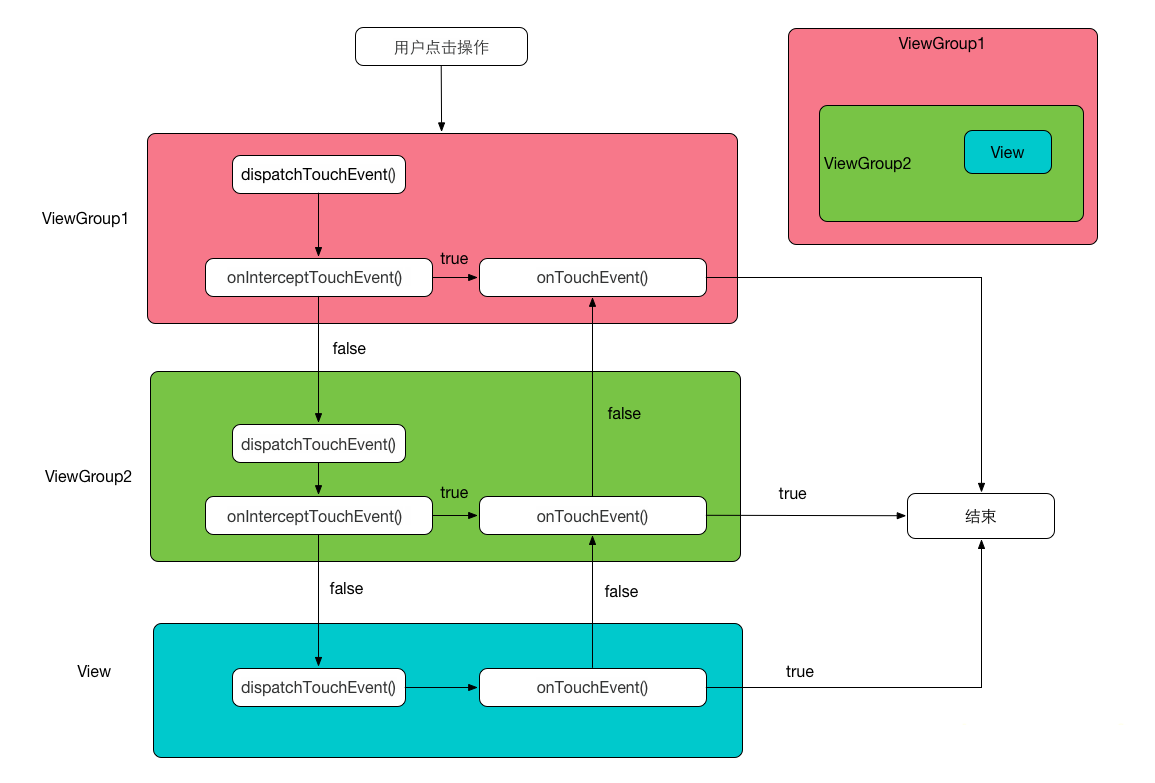 用户点击操作
ViewGroup1
ViewGroup2
View
ViewGroup1
dispatchTouchEvent()
onInterceptTouchEvent()
true
onTouchEvent()
false
false
ViewGroup2
dispatchTouchEvent()
onInterceptTouchEvent()
true
onTouchEvent()
true
结束
false
false
View
dispatchTouchEvent()
onTouchEvent()
true